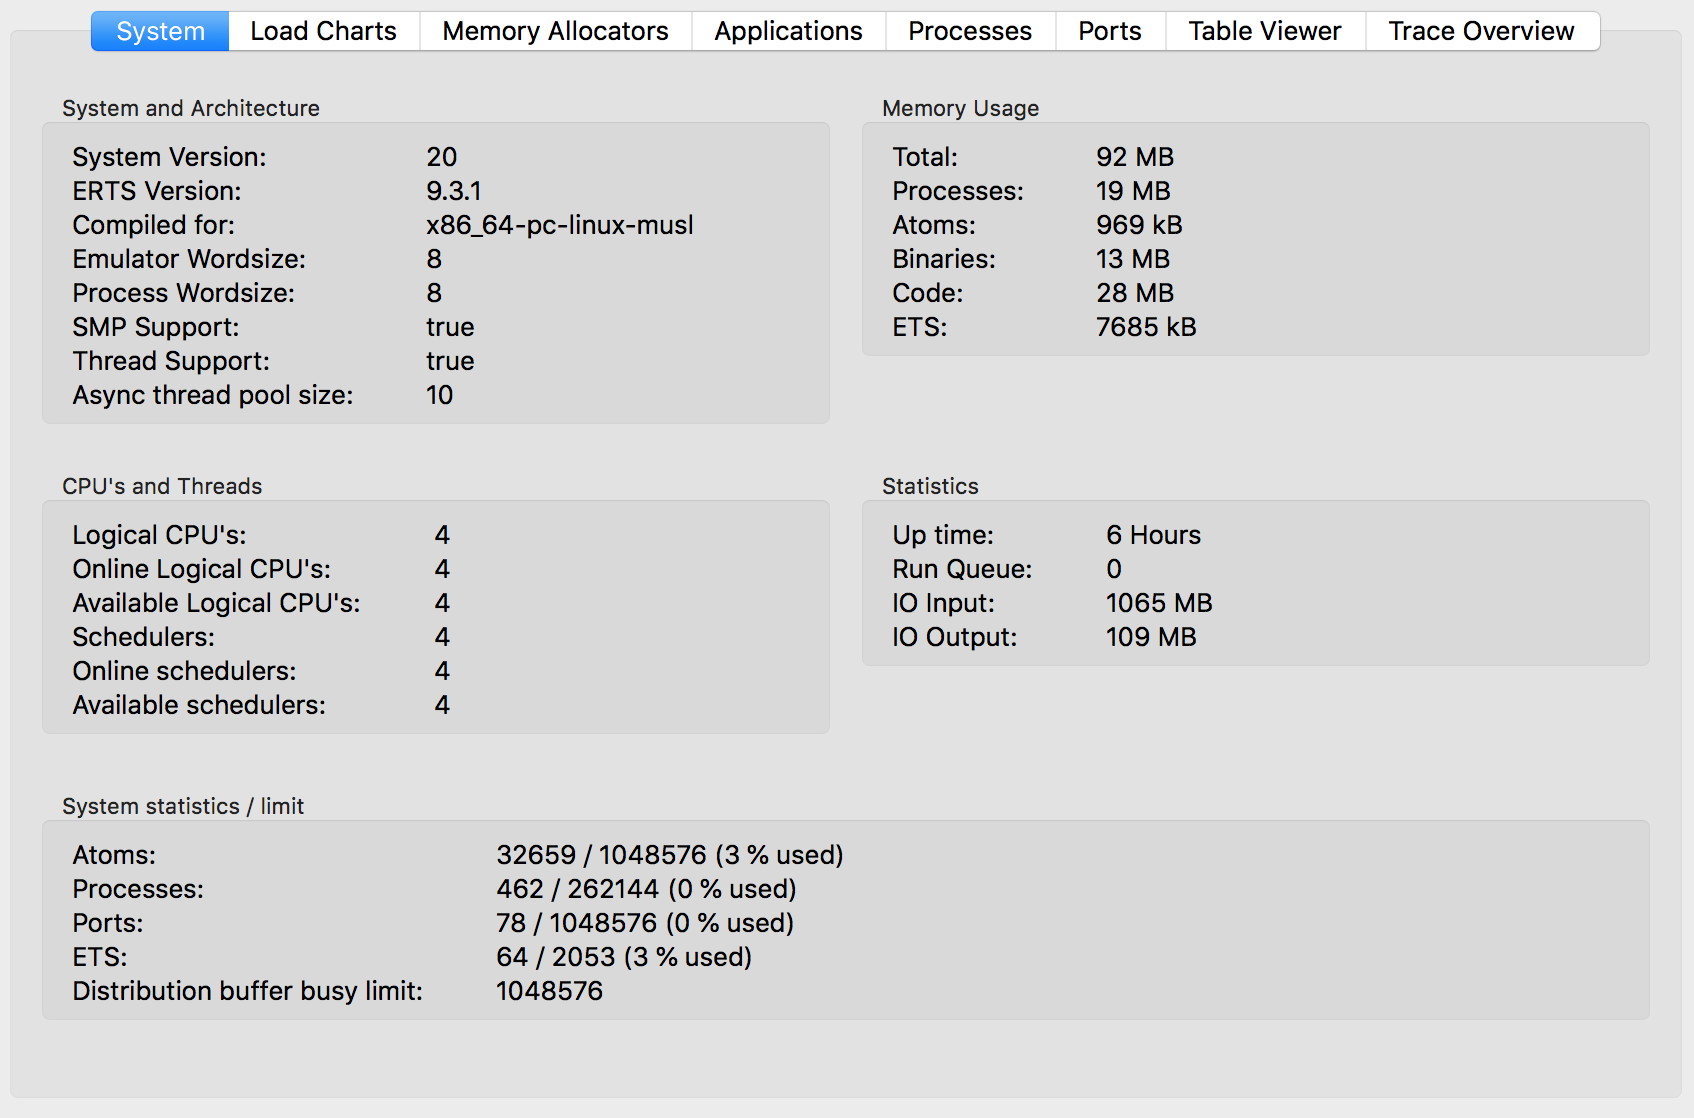 System Load Charts Memory Allocators Applications Processes Ports Table Viewer Trace Overview
System and Architecture
System Version: 20
ERTS Version: 9.3.1
Compiled for: x86_64-pc-linux-musl
Emulator Wordsize: 8
Process Wordsize: 8
SMP Support: true
Thread Support: true
Async thread pool size: 10
Memory Usage
Total: 92 MB
Processes: 19 MB
Atoms: 969 kB
Binaries: 13 MB
Code: 28 MB
ETS: 7685 kB
CPU's and Threads
Logical CPU's: 4
Online Logical CPU's: 4
Available Logical CPU's: 4
Schedulers: 4
Online schedulers: 4
Available schedulers: 4
Statistics
Up time: 6 Hours
Run Queue: 0
IO Input: 1065 MB
IO Output: 109 MB
System statistics / limit
Atoms: 32659 / 1048576 (3 % used)
Processes: 462 / 262144 (0 % used)
Ports: 78 / 1048576 (0 % used)
ETS: 64 / 2053 (3 % used)
Distribution buffer busy limit: 1048576